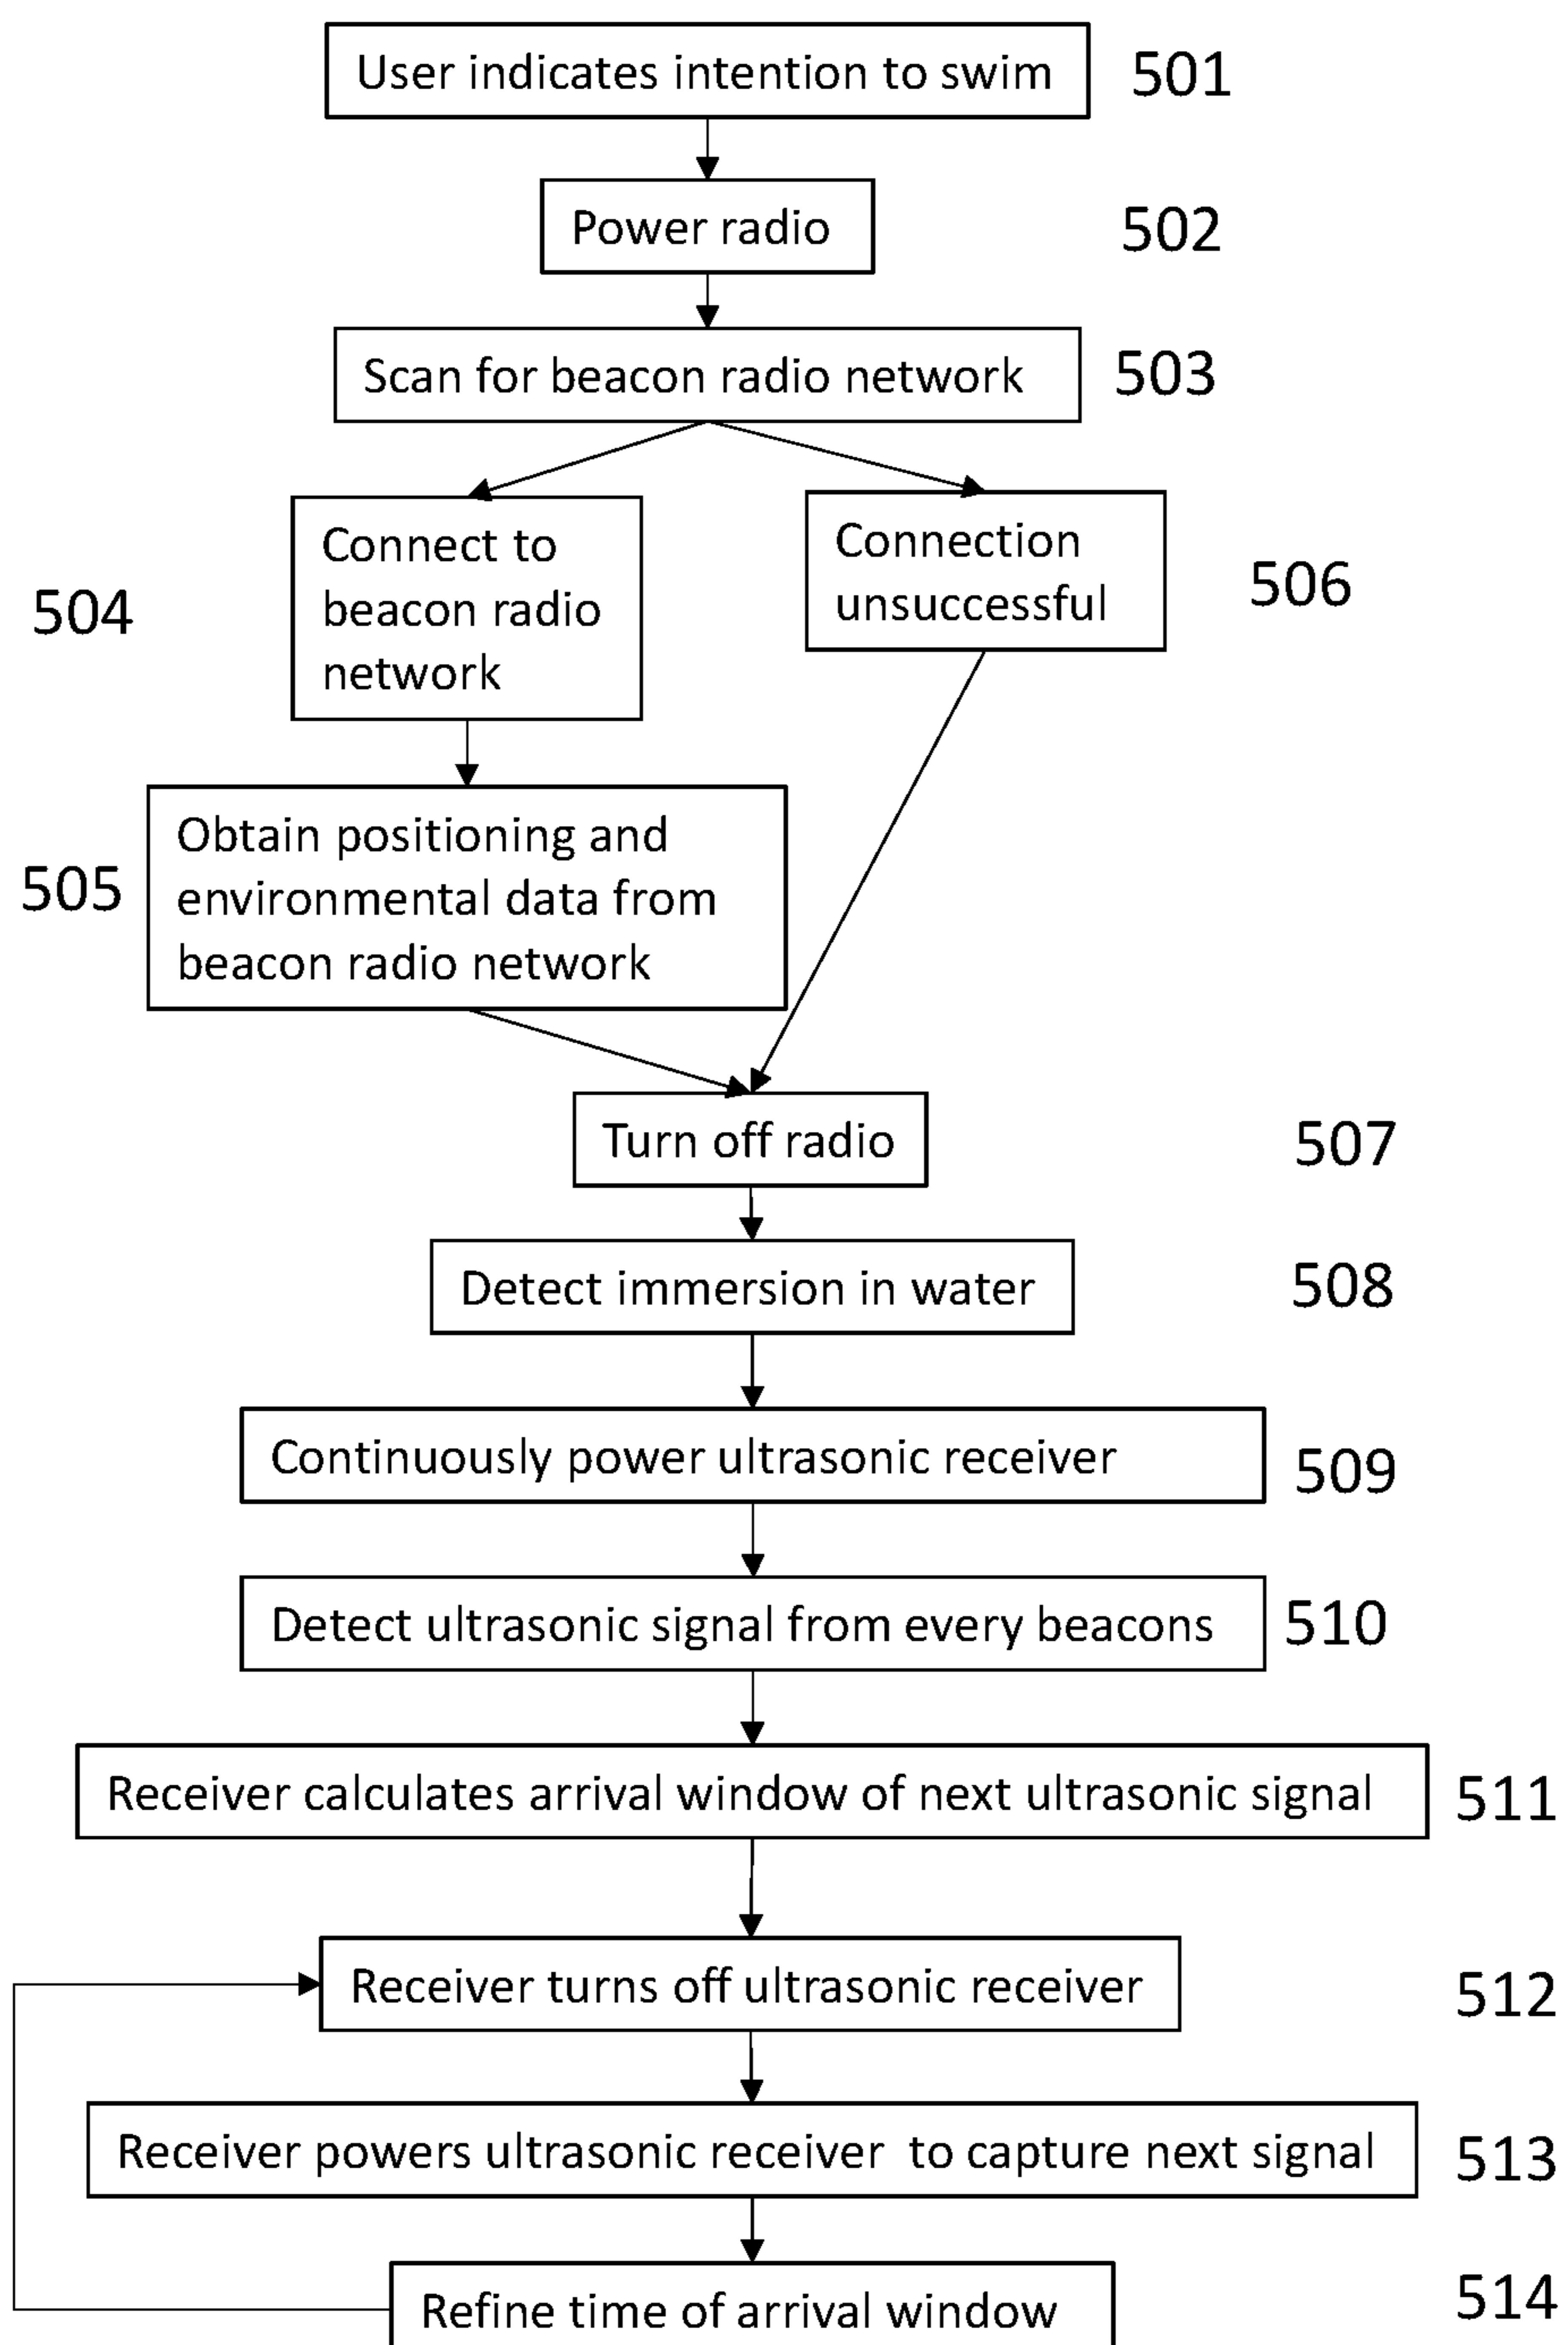 User indicates intention to swim
501
Power radio
502
Scan for beacon radio network
503
Connect to
beacon radio
network
504
Connection
unsuccessful
506
Obtain positioning and
environmental data from
beacon radio network
505
Turn off radio
507
Detect immersion in water
508
Continuously power ultrasonic receiver
509
Detect ultrasonic signal from every beacons
510
Receiver calculates arrival window of next ultrasonic signal
511
Receiver turns off ultrasonic receiver
512
Receiver powers ultrasonic receiver to capture next signal
513
Refine time of arrival window
514